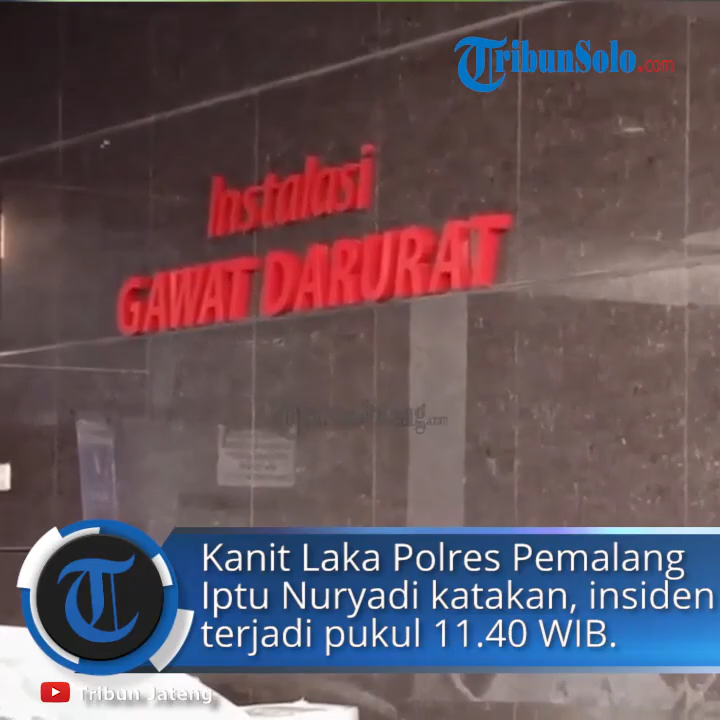 TribunSolo.com
Instalasi
GAWAT DARURAT
Kanit Laka Polres Pemalang
Iptu Nuryadi katakan, insiden
terjadi pukul 11.40 WIB.
Tribun Jateng